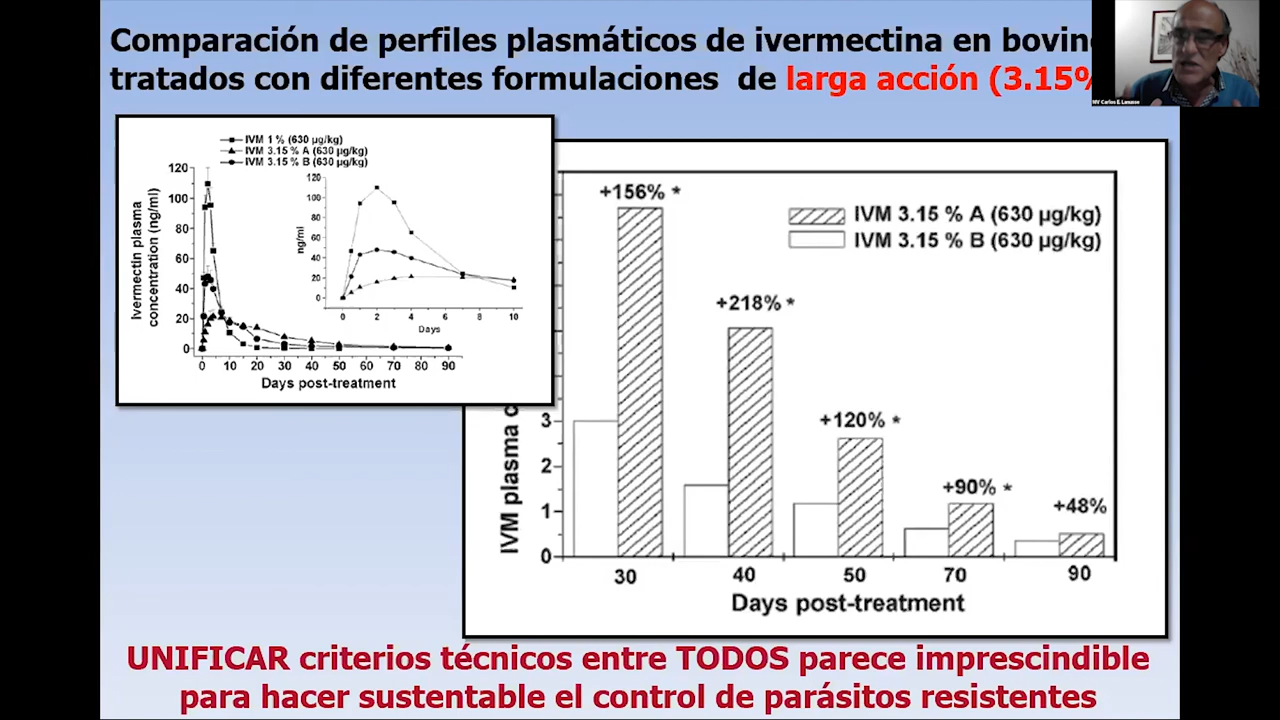 Comparación de perfiles plasmáticos de ivermectina en
tratados con diferentes formulaciones de larga acción (3.15%
MV Carlos E Lanusse
IVM 1 % (630 µg/kg)
IVM 3.15 % A (630 µg/kg)
IVM 3.15 % B (630 µg/kg)
Ivermectin plasma
concentration (ng/ml)
120
100
80
60
40
20
0
0 10 20 30 40 50 60 70 80 90
Days post-treatment
ng/ml
120
100
80
60
40
20
0
0 2 4 6 8 10
Days
IVM 3.15 % A (630 µg/kg)
IVM 3.15 % B (630 µg/kg)
+156% *
+218% *
+120% *
+90% *
+48%
IVM plasma
3
2
1
0
30 40 50 70 90
Days post-treatment
UNIFICAR criterios técnicos entre TODOS parece imprescindible
para hacer sustentable el control de parásitos resistentes